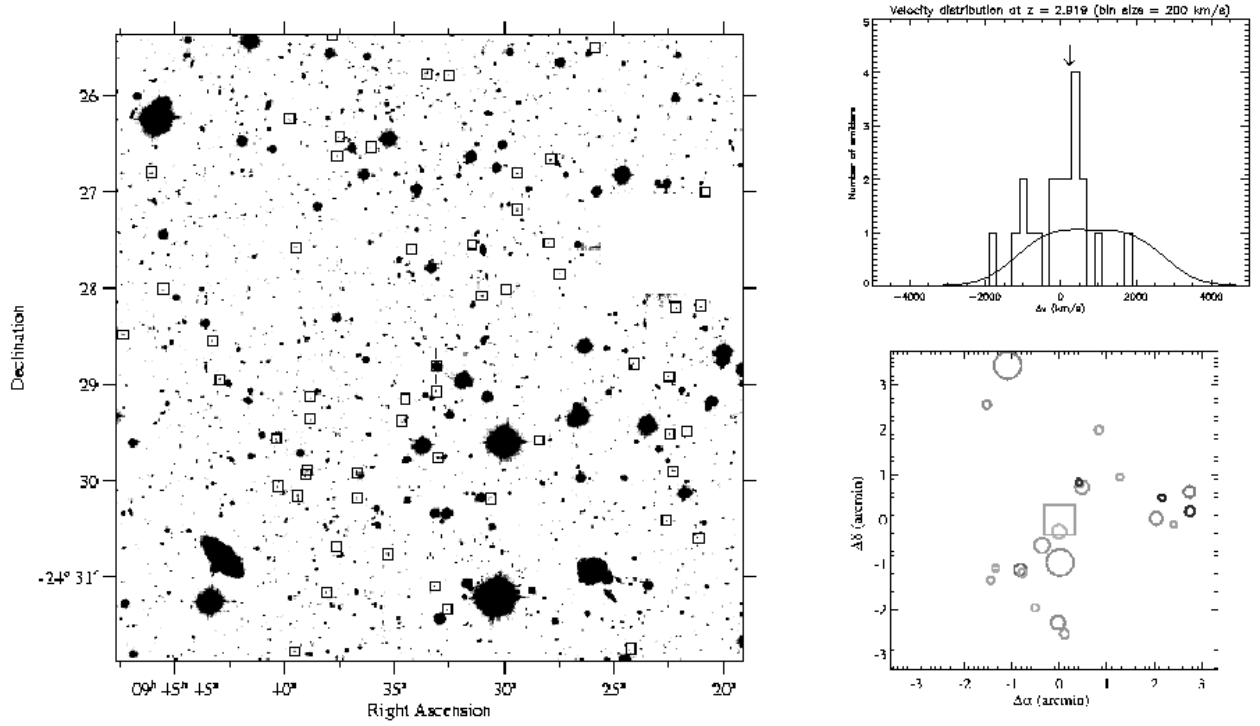 Velocity distribution at z = 2.919 (bin size = 200 km/s)
5
4
3
2
1
0
Number of emitters
-4000 -2000 0 2000 4000
Δv (km/s)
26
27
28
29
30
-24° 31'
Declination
09ʰ 45ᵐ 45ˢ 40ˢ 35ˢ 30ˢ 25ˢ 20ˢ
Right Ascension
3
2
1
0
-1
-2
-3
Δδ (arcmin)
-3 -2 -1 0 1 2 3
Δα (arcmin)